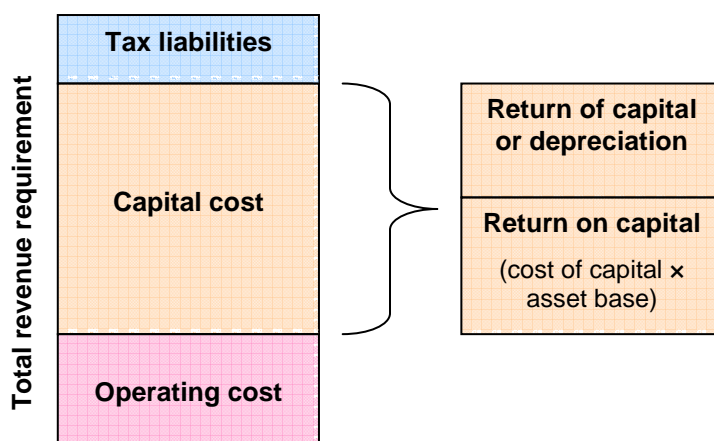 Total revenue requirement
Tax liabilities
Capital cost
Operating cost
Return of capital
or depreciation
Return on capital
(cost of capital ×
asset base)